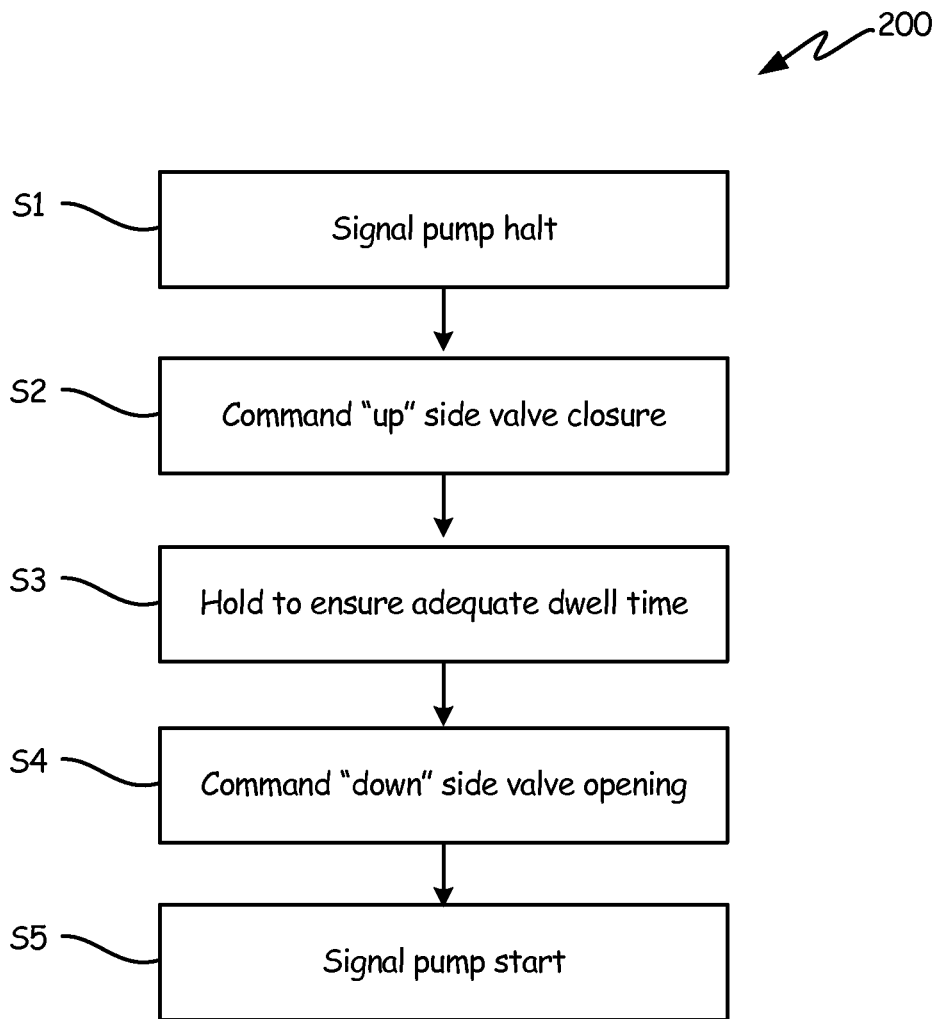 200
S1
Signal pump halt
S2
Command “up” side valve closure
S3
Hold to ensure adequate dwell time
S4
Command “down” side valve opening
S5
Signal pump start